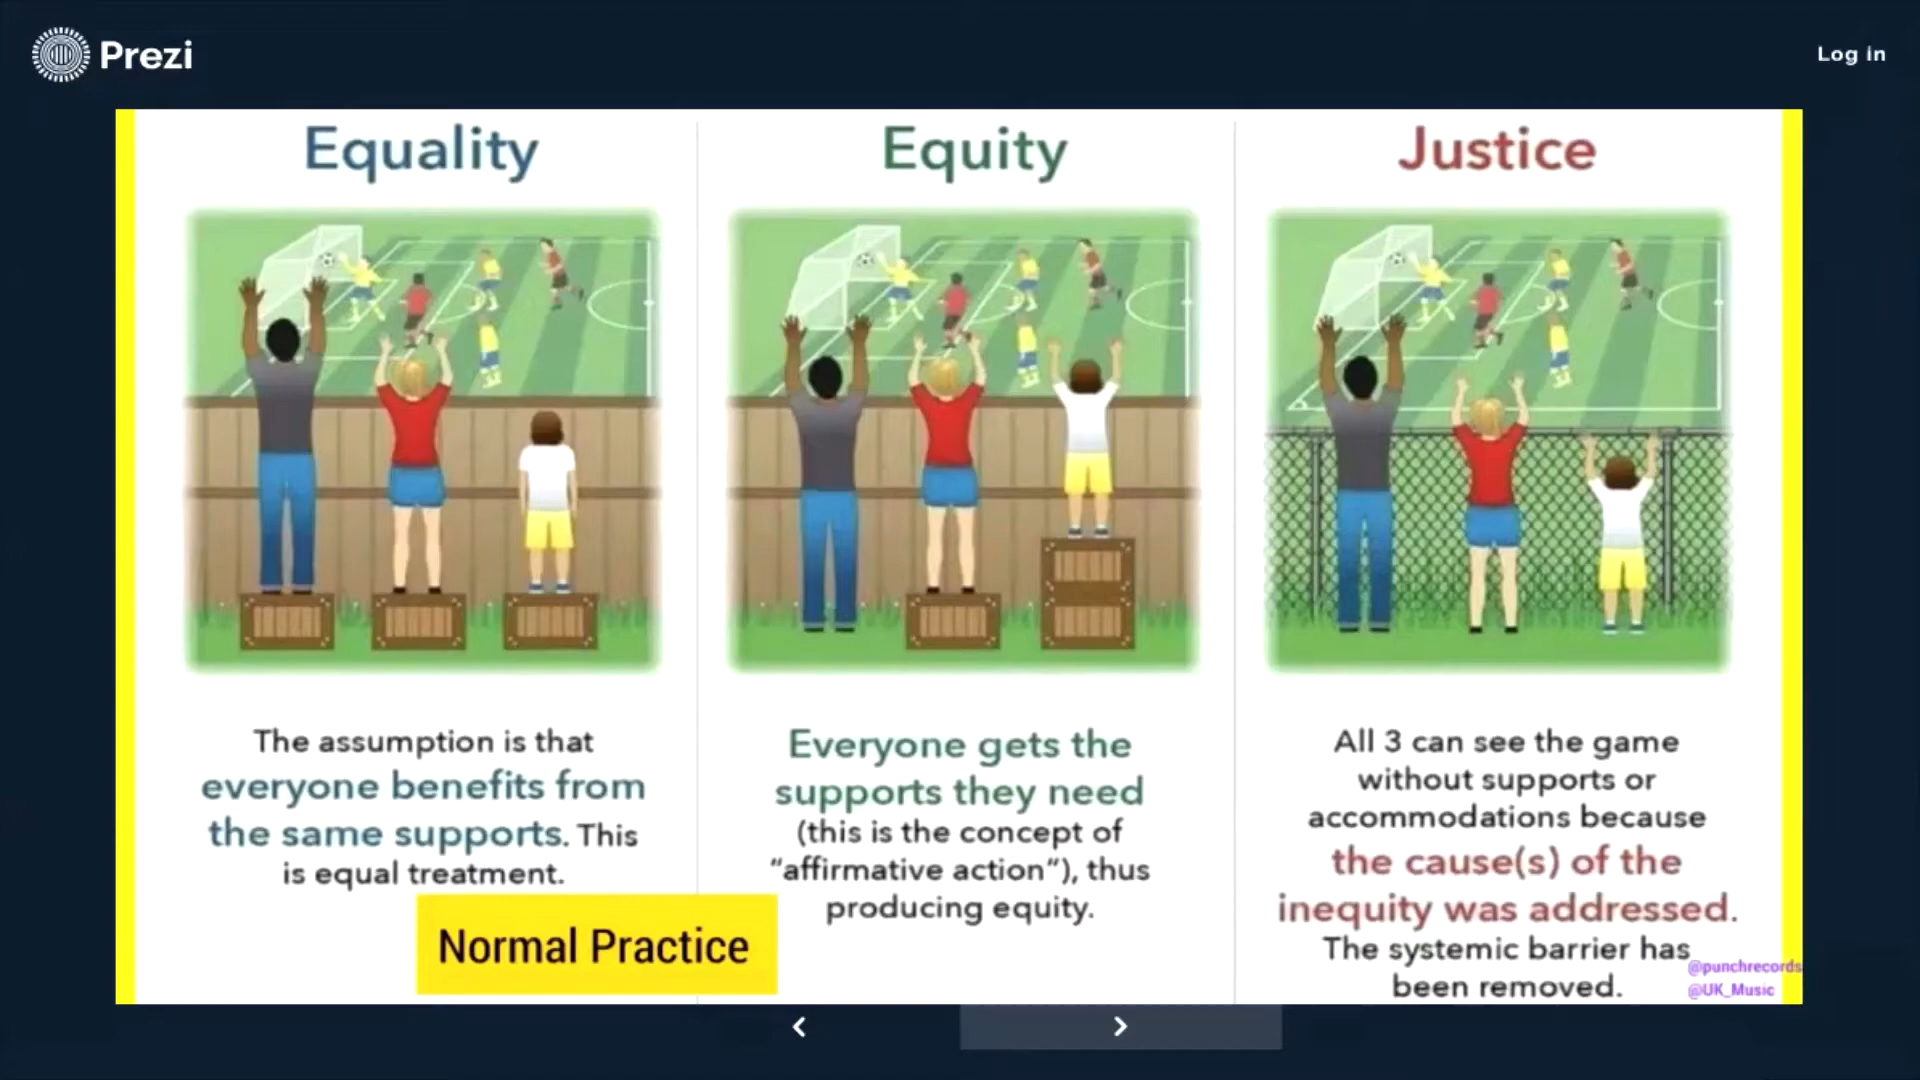 Prezi
Log in
Equality
Equity
Justice
The assumption is that
everyone benefits from
the same supports. This
is equal treatment.
Everyone gets the
supports they need
(this is the concept of
“affirmative action”), thus
producing equity.
All 3 can see the game
without supports or
accommodations because
the cause(s) of the
inequity was addressed.
The systemic barrier has
been removed.
Normal Practice
@punchrecords
@UK_Music